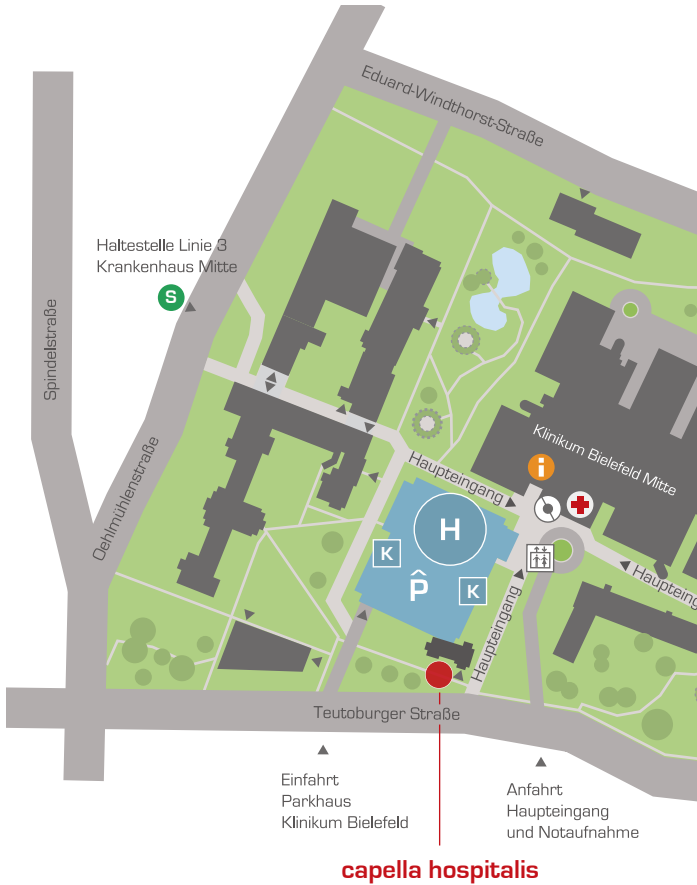 Eduard-Windthorst-Straße
Haltestelle Linie 3
Krankenhaus Mitte
S
Spindelstraße
Oehlmühlenstraße
Klinikum Bielefeld Mitte
i
Haupteingang
H
K
P
K
Haupteingang
Haupteing
Teutoburger Straße
Einfahrt
Parkhaus
Klinikum Bielefeld
Anfahrt
Haupteingang
und Notaufnahme
capella hospitalis